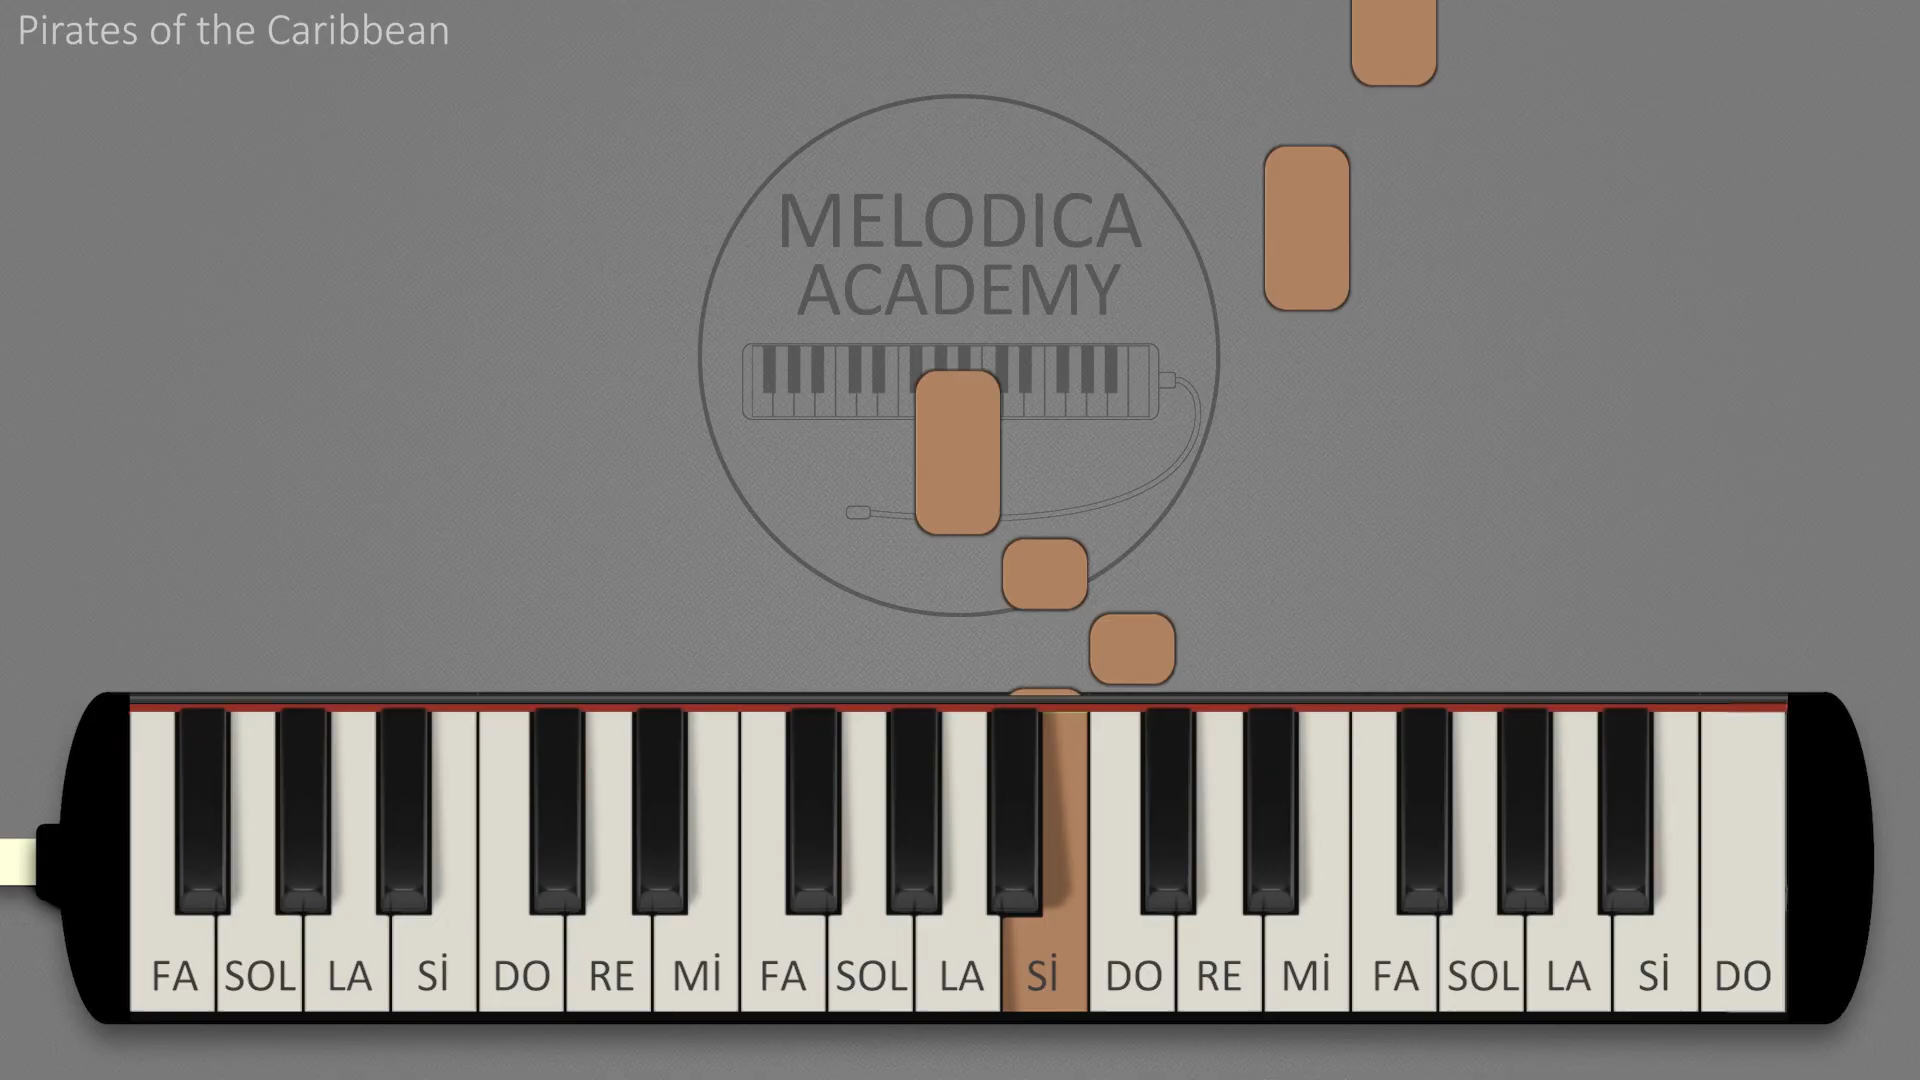 Pirates of the Caribbean
MELODICA
ACADEMY
FA SOL LA Sİ DO RE Mİ FA SOL LA Sİ DO RE Mİ FA SOL LA Sİ DO